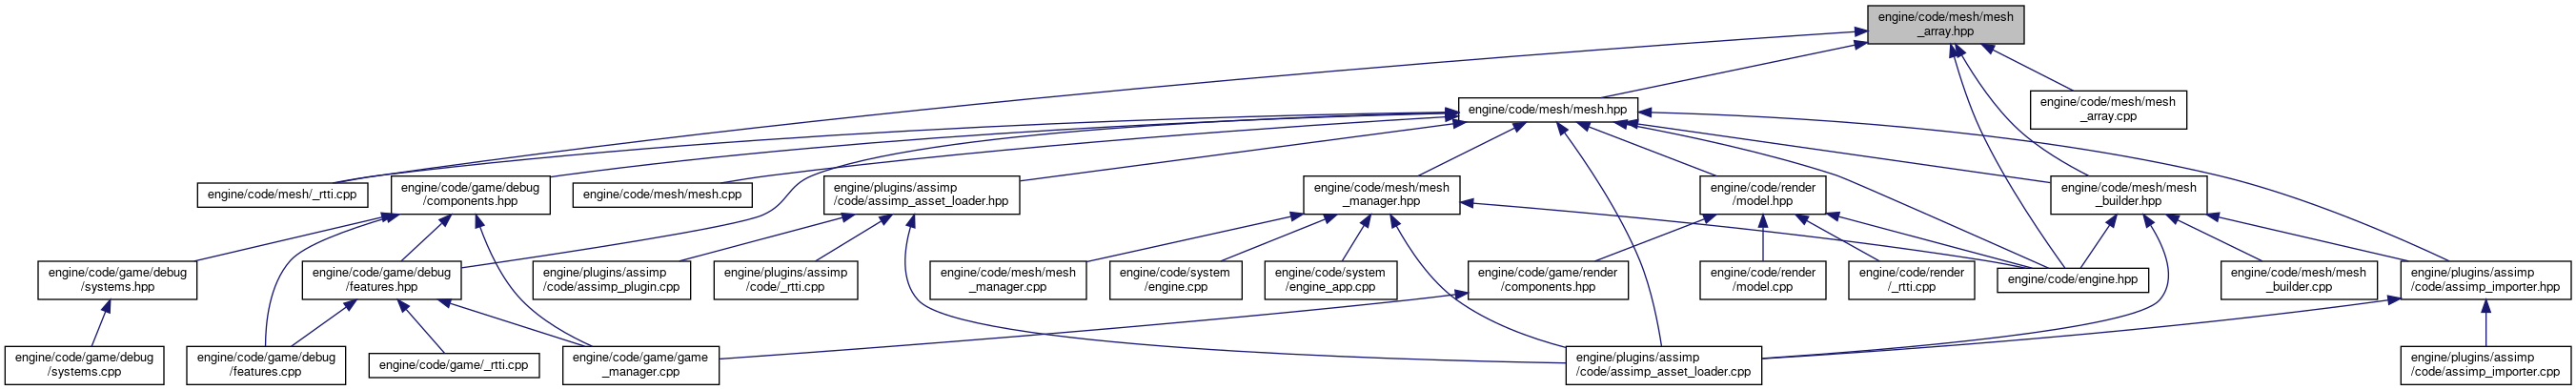 engine/code/mesh/mesh
_array.hpp
engine/code/mesh/mesh.hpp
engine/code/mesh/mesh
_array.cpp
engine/code/mesh/_rtti.cpp
engine/code/game/debug
/components.hpp
engine/code/mesh/mesh.cpp
engine/plugins/assimp
/code/assimp_asset_loader.hpp
engine/code/mesh/mesh
_manager.hpp
engine/code/render
/model.hpp
engine/code/mesh/mesh
_builder.hpp
engine/code/game/debug
/systems.hpp
engine/code/game/debug
/features.hpp
engine/plugins/assimp
/code/assimp_plugin.cpp
engine/plugins/assimp
/code/_rtti.cpp
engine/code/mesh/mesh
_manager.cpp
engine/code/system
/engine.cpp
engine/code/system
/engine_app.cpp
engine/code/game/render
/components.hpp
engine/code/render
/model.cpp
engine/code/render
/_rtti.cpp
engine/code/engine.hpp
engine/code/mesh/mesh
_builder.cpp
engine/plugins/assimp
/code/assimp_importer.hpp
engine/code/game/debug
/systems.cpp
engine/code/game/debug
/features.cpp
engine/code/game/_rtti.cpp
engine/code/game/game
_manager.cpp
engine/plugins/assimp
/code/assimp_asset_loader.cpp
engine/plugins/assimp
/code/assimp_importer.cpp